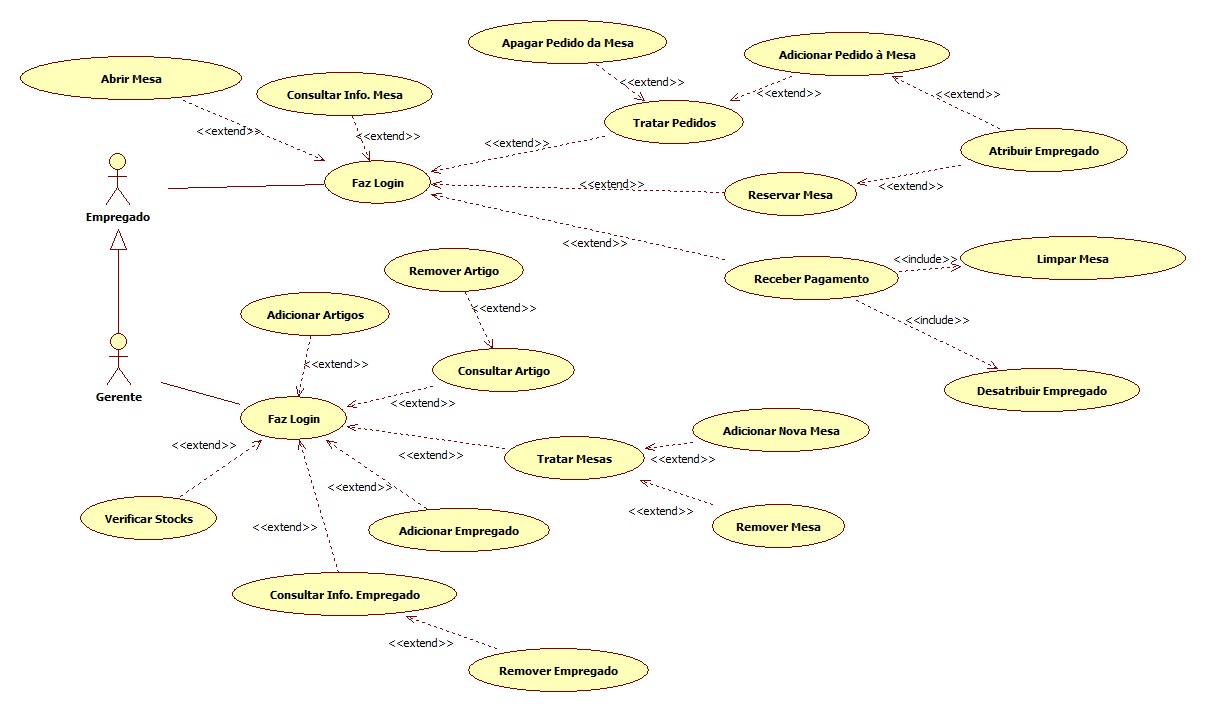 Apagar Pedido da Mesa
Adicionar Pedido à Mesa
<<extend>>
Abrir Mesa
Consultar Info. Mesa
<<extend>>
<<extend>>
Tratar Pedidos
<<extend>>
<<extend>>
<<extend>>
Atribuir Empregado
Faz Login
<<extend>>
<<extend>>
Reservar Mesa
Empregado
<<extend>>
<<include>>
Limpar Mesa
Remover Artigo
Receber Pagamento
<<extend>>
Adicionar Artigos
<<include>>
<<extend>>
Consultar Artigo
Gerente
<<extend>>
Desatribuir Empregado
Faz Login
Adicionar Nova Mesa
<<extend>>
<<extend>>
Tratar Mesas
<<extend>>
<<extend>>
<<extend>>
Verificar Stocks
<<extend>>
Adicionar Empregado
Remover Mesa
Consultar Info. Empregado
<<extend>>
Remover Empregado